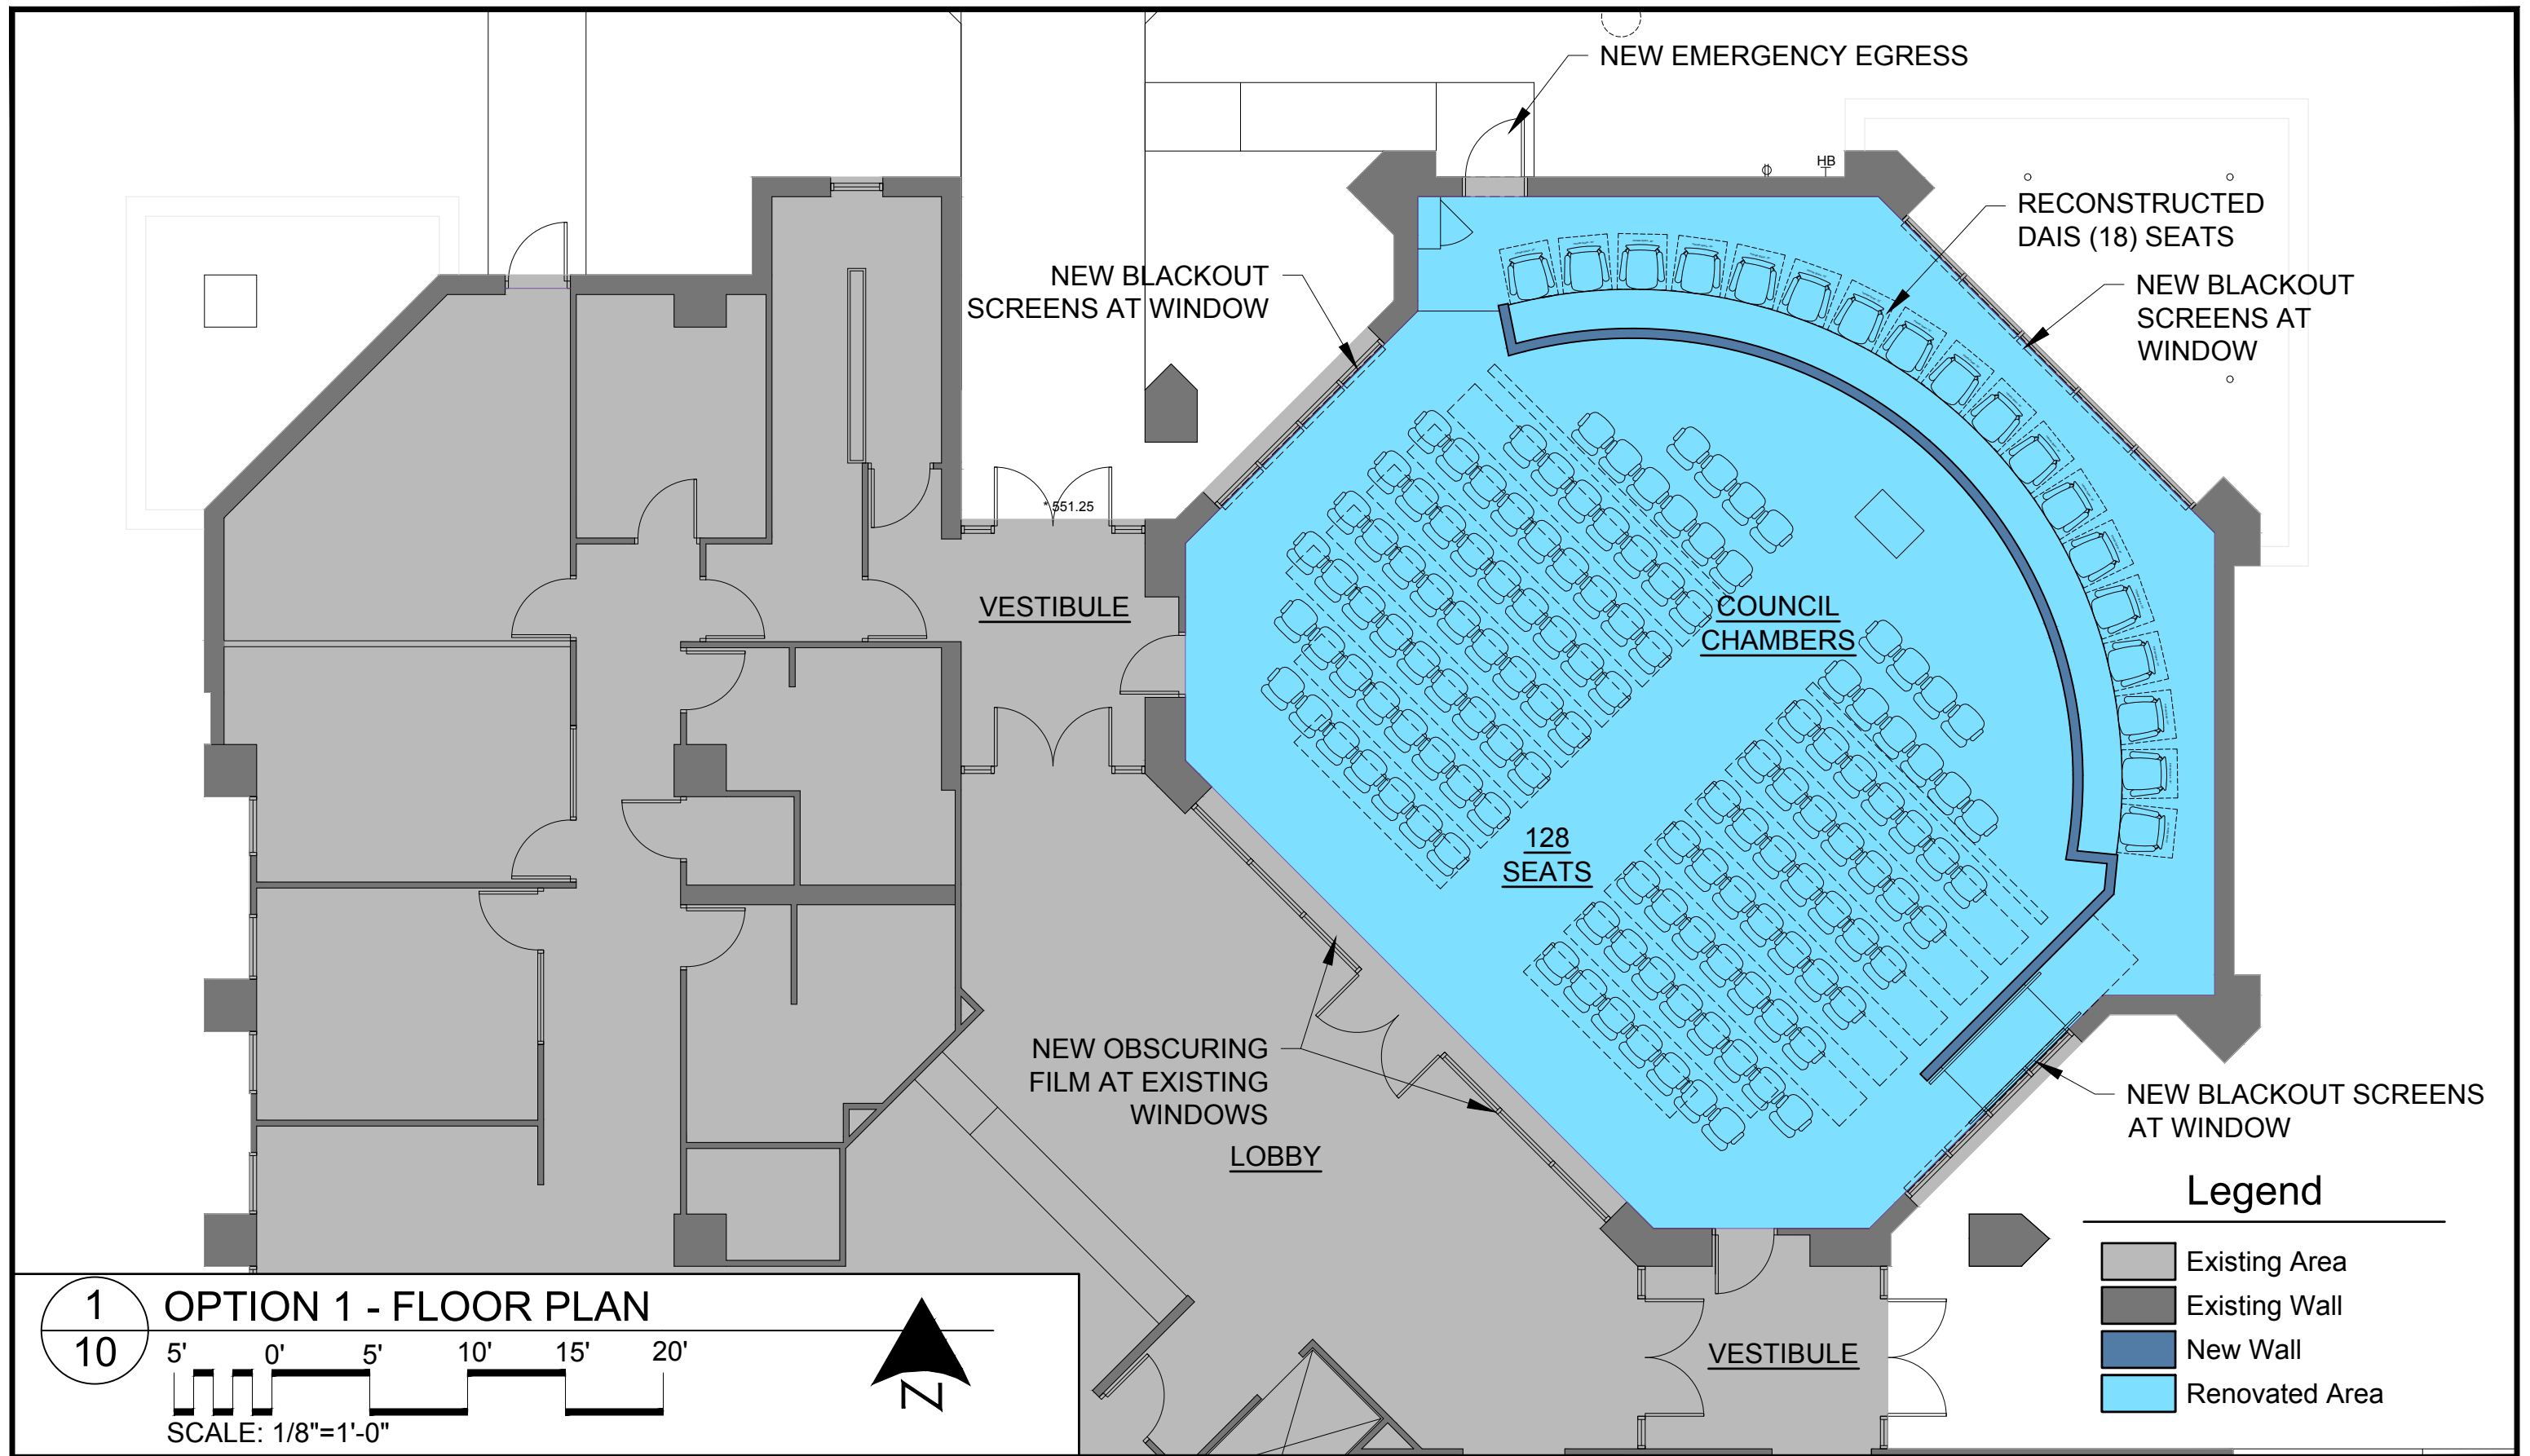 NEW EMERGENCY EGRESS
HB
RECONSTRUCTED
DAIS (18) SEATS
NEW BLACKOUT
SCREENS AT WINDOW
NEW BLACKOUT
SCREENS AT
WINDOW
* 551.25
VESTIBULE
COUNCIL
CHAMBERS
128
SEATS
NEW OBSCURING
FILM AT EXISTING
WINDOWS
LOBBY
NEW BLACKOUT SCREENS
AT WINDOW
Legend
Existing Area
Existing Wall
New Wall
Renovated Area
VESTIBULE
1
10
OPTION 1 - FLOOR PLAN
5' 0' 5' 10' 15' 20'
SCALE: 1/8"=1'-0"
Z